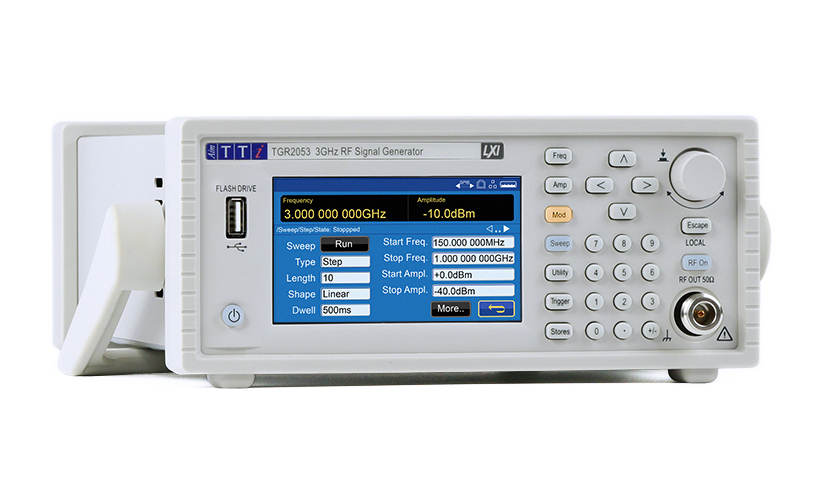 Aim TTi TGR2053 3GHz RF Signal Generator LXI
FLASH DRIVE
Frequency
3.000 000 000GHz
Amplitude
-10.0dBm
/Sweep/Step/State: Stoppped
Sweep Run
Type Step
Length 10
Shape Linear
Dwell 500ms
Start Freq. 150.000 000MHz
Stop Freq. 1.000 000 000GHz
Start Ampl. +0.0dBm
Stop Ampl. -40.0dBm
More..
Freq
Amp
Mod
Sweep 7 8 9
Utility 4 5 6
Trigger 1 2 3
Stores 0 · +/-
Escape
LOCAL
RF On
RF OUT 50Ω